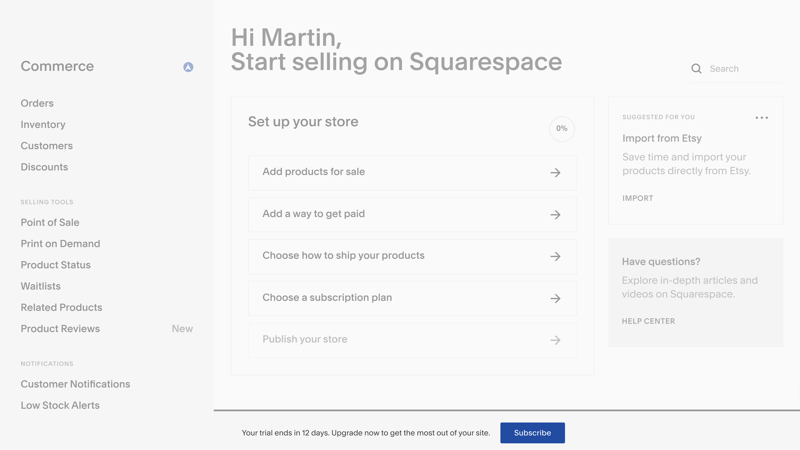 Hi Martin,
Start selling on Squarespace
Commerce
Search
Orders
Inventory
Customers
Discounts
SELLING TOOLS
Point of Sale
Print on Demand
Product Status
Waitlists
Related Products
Product Reviews New
NOTIFICATIONS
Customer Notifications
Low Stock Alerts
Set up your store
0%
Add products for sale
Add a way to get paid
Choose how to ship your products
Choose a subscription plan
Publish your store
SUGGESTED FOR YOU
Import from Etsy
Save time and import your
products directly from Etsy.
IMPORT
Have questions?
Explore in-depth articles and
videos on Squarespace.
HELP CENTER
Your trial ends in 12 days. Upgrade now to get the most out of your site. Subscribe